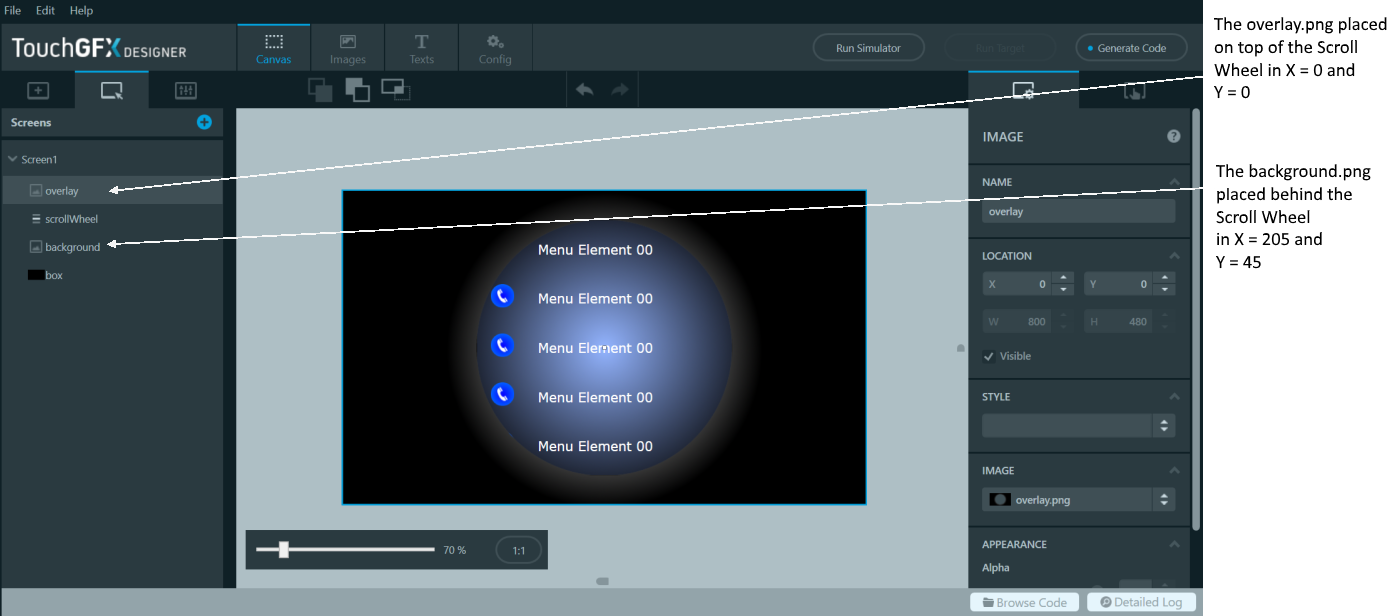 File Edit Help
TouchGFX DESIGNER
Canvas
Images
Texts
Config
Run Simulator
Run Target
Generate Code
Screens
Screen1
overlay
scrollWheel
background
box
Menu Element 00
Menu Element 00
Menu Element 00
Menu Element 00
Menu Element 00
70 %
1:1
IMAGE
NAME
overlay
LOCATION
X 0 Y 0
W 800 H 480
Visible
STYLE
IMAGE
overlay.png
APPEARANCE
Alpha
Browse Code
Detailed Log
The overlay.png placed
on top of the Scroll
Wheel in X = 0 and
Y = 0
The background.png
placed behind the
Scroll Wheel
in X = 205 and
Y = 45